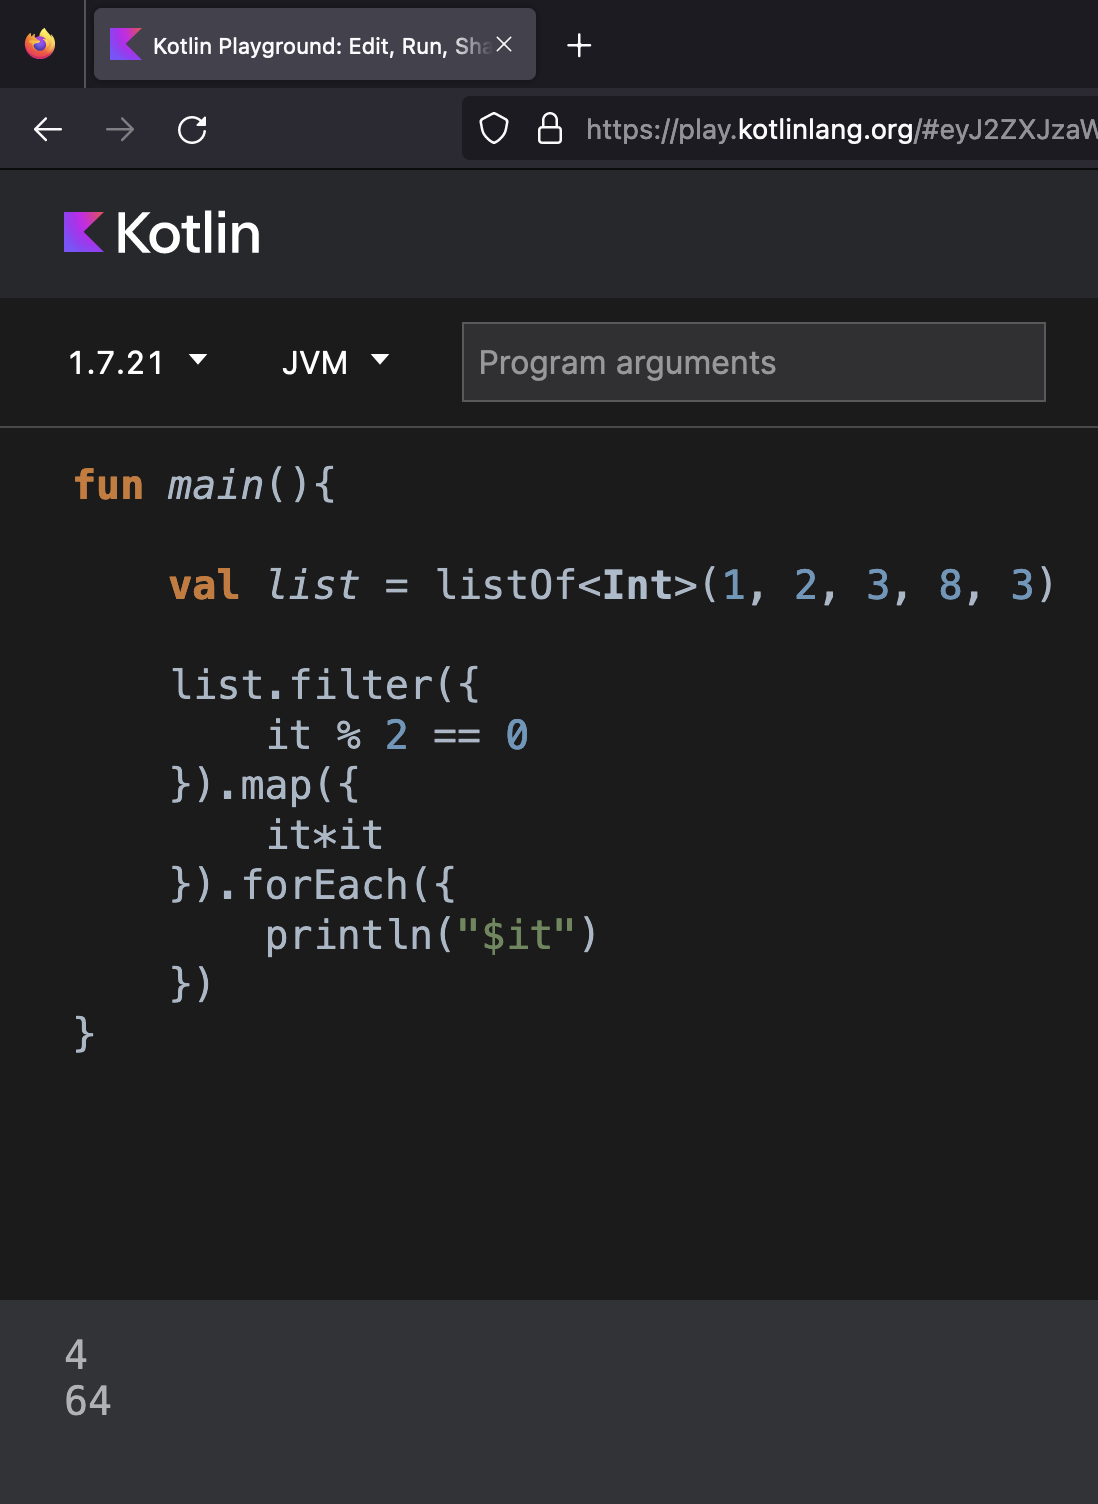 Kotlin Playground: Edit, Run, Sha
https://play.kotlinlang.org/#eyJ2ZXJzaW
Kotlin
1.7.21 JVM Program arguments
fun main(){
val list = listOf<Int>(1, 2, 3, 8, 3)
list.filter({
it % 2 == 0
}).map({
it*it
}).forEach({
println("$it")
})
}
4
64